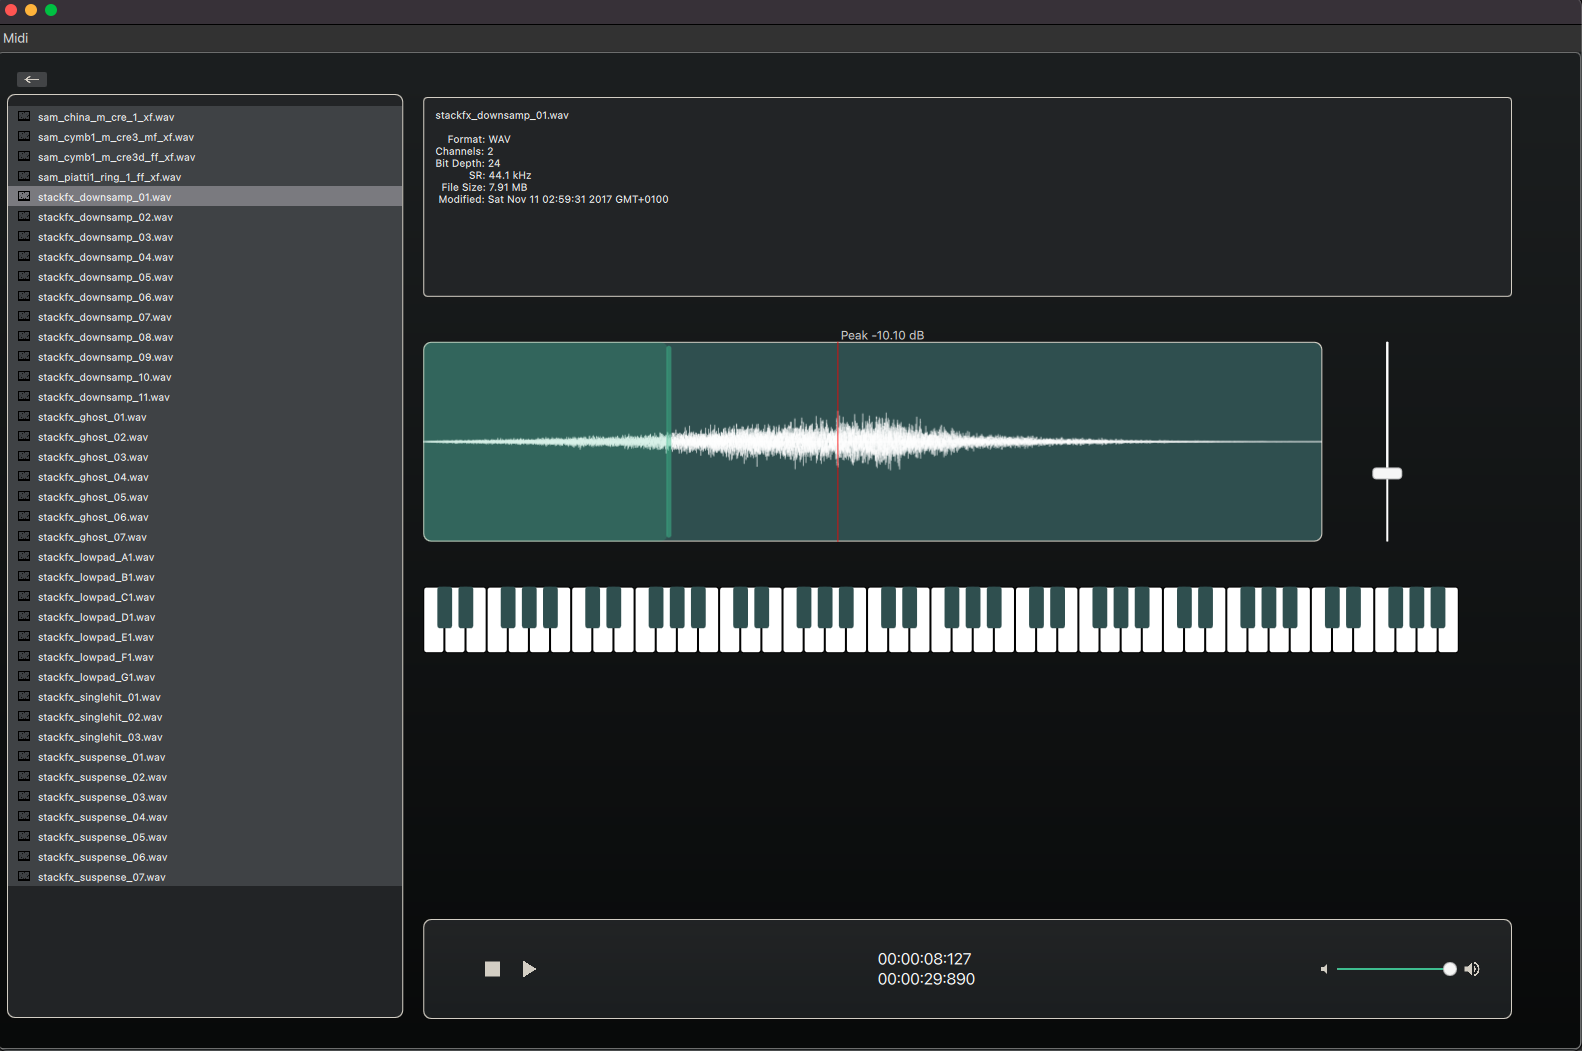 Midi
sam_china_m_cre_1_xf.wav
sam_cymb1_m_cre3_mf_xf.wav
sam_cymb1_m_cre3d_ff_xf.wav
sam_piatti1_ring_1_ff_xf.wav
stackfx_downsamp_01.wav
stackfx_downsamp_02.wav
stackfx_downsamp_03.wav
stackfx_downsamp_04.wav
stackfx_downsamp_05.wav
stackfx_downsamp_06.wav
stackfx_downsamp_07.wav
stackfx_downsamp_08.wav
stackfx_downsamp_09.wav
stackfx_downsamp_10.wav
stackfx_downsamp_11.wav
stackfx_ghost_01.wav
stackfx_ghost_02.wav
stackfx_ghost_03.wav
stackfx_ghost_04.wav
stackfx_ghost_05.wav
stackfx_ghost_06.wav
stackfx_ghost_07.wav
stackfx_lowpad_A1.wav
stackfx_lowpad_B1.wav
stackfx_lowpad_C1.wav
stackfx_lowpad_D1.wav
stackfx_lowpad_E1.wav
stackfx_lowpad_F1.wav
stackfx_lowpad_G1.wav
stackfx_singlehit_01.wav
stackfx_singlehit_02.wav
stackfx_singlehit_03.wav
stackfx_suspense_01.wav
stackfx_suspense_02.wav
stackfx_suspense_03.wav
stackfx_suspense_04.wav
stackfx_suspense_05.wav
stackfx_suspense_06.wav
stackfx_suspense_07.wav
stackfx_downsamp_01.wav
Format: WAV
Channels: 2
Bit Depth: 24
SR: 44.1 kHz
File Size: 7.91 MB
Modified: Sat Nov 11 02:59:31 2017 GMT+0100
Peak -10.10 dB
00:00:08:127
00:00:29:890